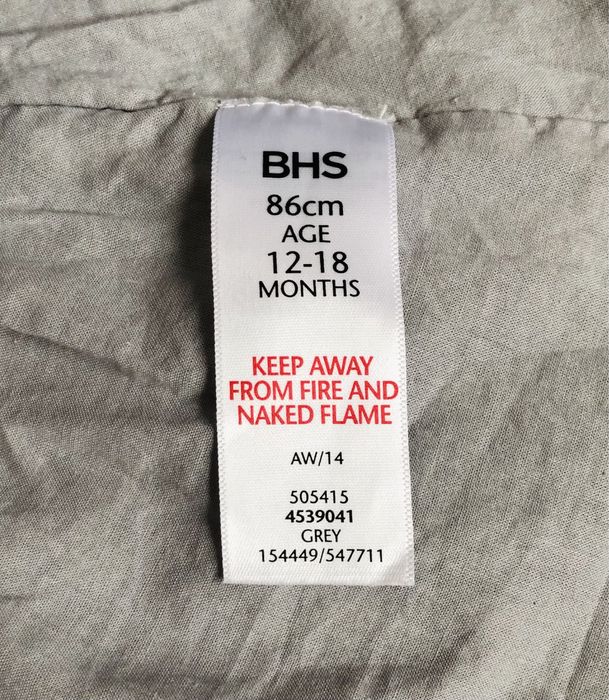 BHS
86cm
AGE
12-18
MONTHS
KEEP AWAY
FROM FIRE AND
NAKED FLAME
AW/14
505415
4539041
GREY
154449/547711